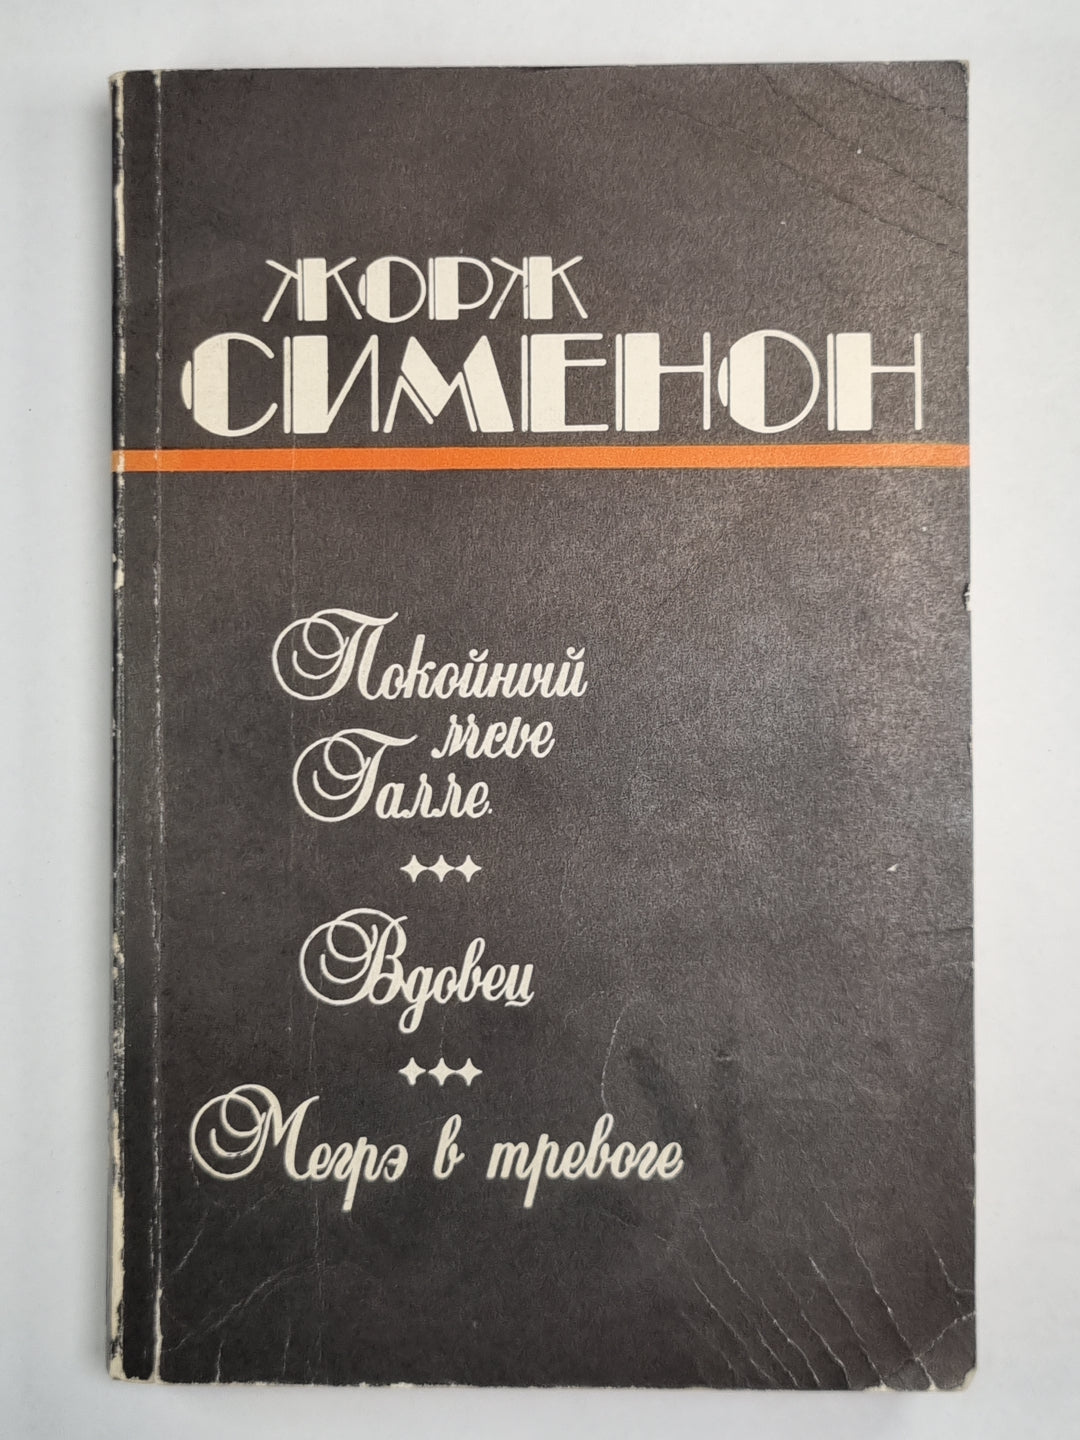 ЖОРЖ
СИМЕНОН
Покойный
мсье
Галле.
Вдовец
Мегрэ в тревоге